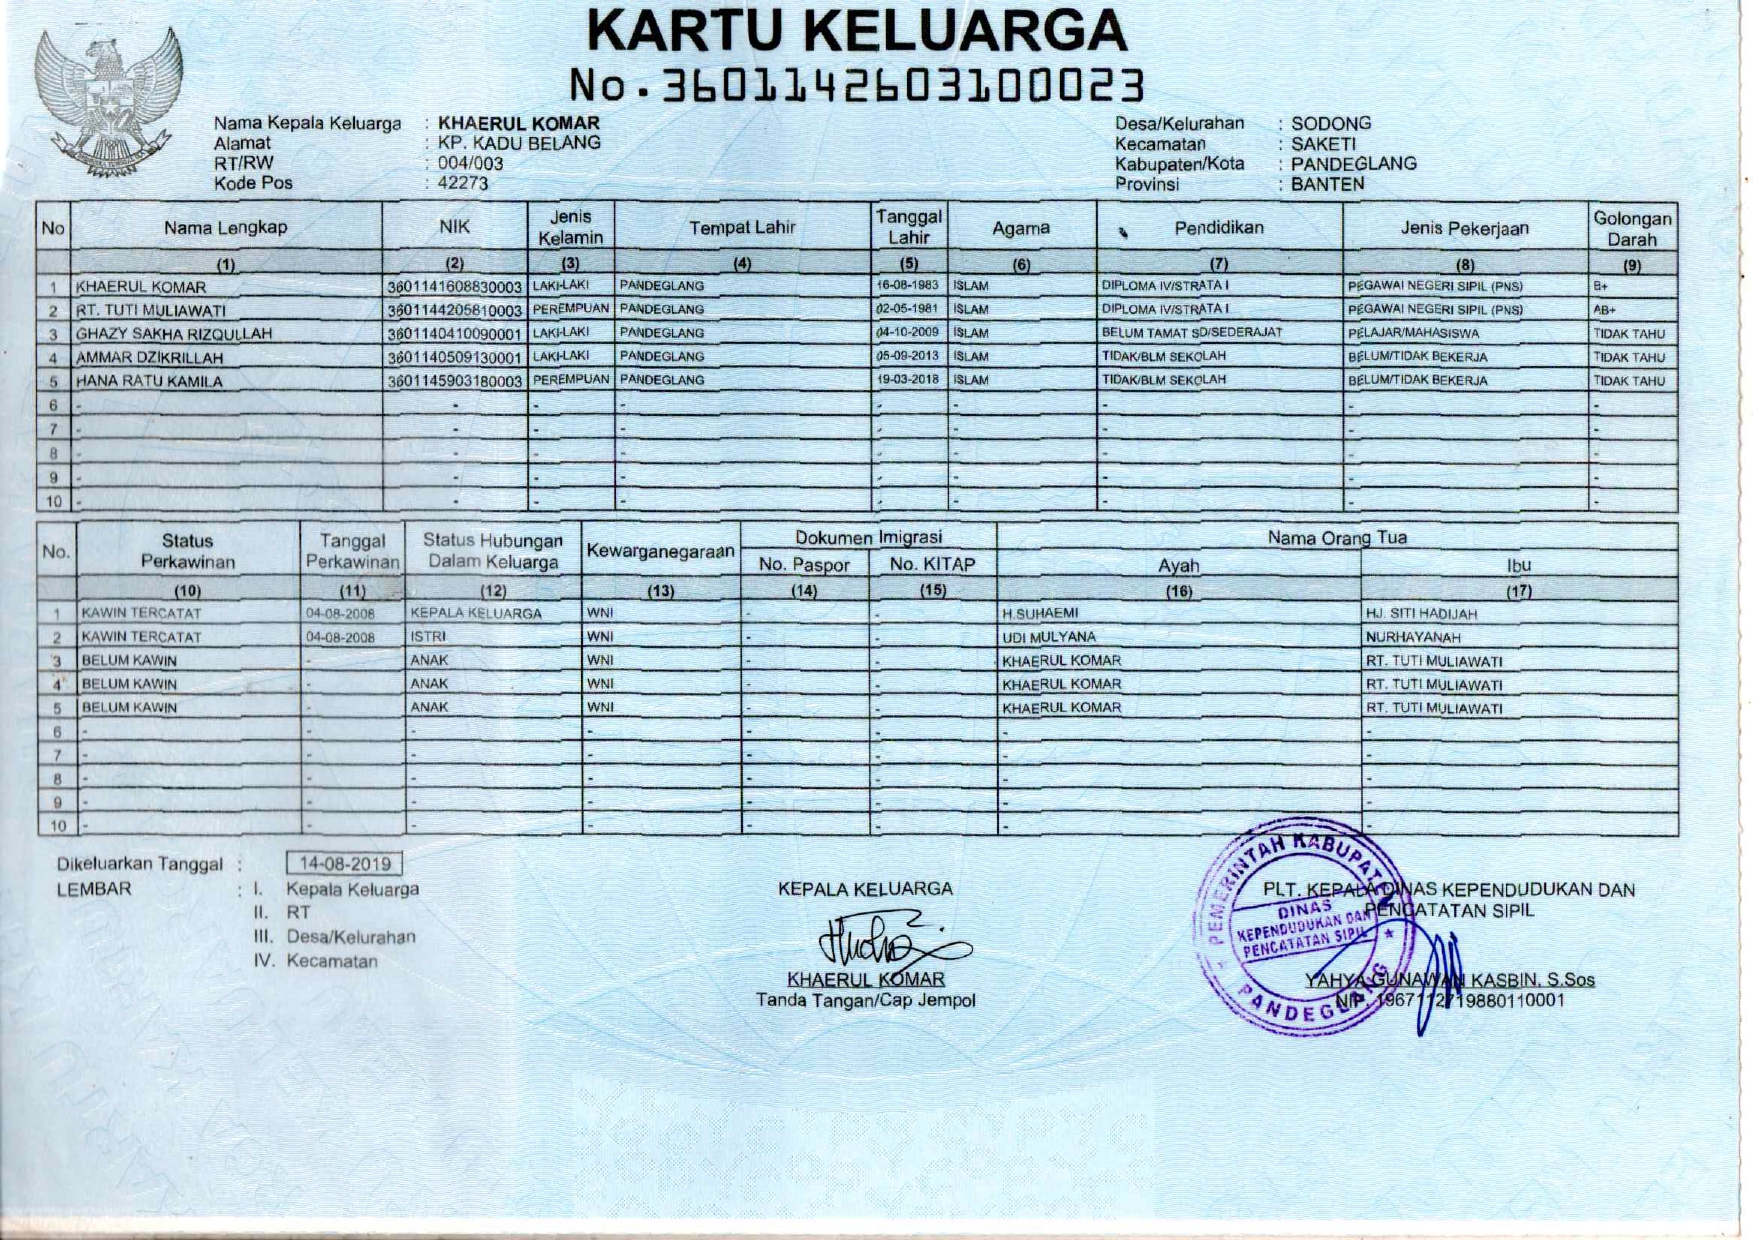 KARTU KELUARGA
No. 3601142603100023
Nama Kepala Keluarga : KHAERUL KOMAR
Alamat : KP. KADU BELANG
RT/RW : 004/003
Kode Pos : 42273
Desa/Kelurahan : SODONG
Kecamatan : SAKETI
Kabupaten/Kota : PANDEGLANG
Provinsi : BANTEN
No Nama Lengkap NIK Jenis Kelamin Tempat Lahir Tanggal Lahir Agama Pendidikan Jenis Pekerjaan Golongan Darah
(1) (2) (3) (4) (5) (6) (7) (8) (9)
1 KHAERUL KOMAR 3601141608830003 LAKI-LAKI PANDEGLANG 16-08-1983 ISLAM DIPLOMA IV/STRATA I PEGAWAI NEGERI SIPIL (PNS) B+
2 RT. TUTI MULIAWATI 3601144205810003 PEREMPUAN PANDEGLANG 02-05-1981 ISLAM DIPLOMA IV/STRATA I PEGAWAI NEGERI SIPIL (PNS) AB+
3 GHAZY SAKHA RIZQULLAH 3601140410090001 LAKI-LAKI PANDEGLANG 04-10-2009 ISLAM BELUM TAMAT SD/SEDERAJAT PELAJAR/MAHASISWA TIDAK TAHU
4 AMMAR DZIKRILLAH 3601140509130001 LAKI-LAKI PANDEGLANG 05-09-2013 ISLAM TIDAK/BLM SEKOLAH BELUM/TIDAK BEKERJA TIDAK TAHU
5 HANA RATU KAMILA 3601145903180003 PEREMPUAN PANDEGLANG 19-03-2018 ISLAM TIDAK/BLM SEKOLAH BELUM/TIDAK BEKERJA TIDAK TAHU
6 - - - - - - - - -
7 - - - - - - - - -
8 - - - - - - - - -
9 - - - - - - - - -
10 - - - - - - - - -
No. Status Perkawinan Tanggal Perkawinan Status Hubungan Dalam Keluarga Kewarganegaraan Dokumen Imigrasi Nama Orang Tua
No. Paspor No. KITAP Ayah Ibu
(10) (11) (12) (13) (14) (15) (16) (17)
1 KAWIN TERCATAT 04-08-2008 KEPALA KELUARGA WNI - - H.SUHAEMI HJ. SITI HADIJAH
2 KAWIN TERCATAT 04-08-2008 ISTRI WNI - - UDI MULYANA NURHAYANAH
3 BELUM KAWIN - ANAK WNI - - KHAERUL KOMAR RT. TUTI MULIAWATI
4 BELUM KAWIN - ANAK WNI - - KHAERUL KOMAR RT. TUTI MULIAWATI
5 BELUM KAWIN - ANAK WNI - - KHAERUL KOMAR RT. TUTI MULIAWATI
6 - - - - - - - -
7 - - - - - - - -
8 - - - - - - - -
9 - - - - - - - -
10 - - - - - - - -
Dikeluarkan Tanggal : 14-08-2019
LEMBAR : I. Kepala Keluarga
II. RT
III. Desa/Kelurahan
IV. Kecamatan
KEPALA KELUARGA
KHAERUL KOMAR
Tanda Tangan/Cap Jempol
PLT. KEPALA DINAS KEPENDUDUKAN DAN
PENCATATAN SIPIL
YAHYA GUNAWAN KASBIN, S.Sos
NIP. 196711271988011​0001
PEMERINTAH KABUPATEN
DINAS
KEPENDUDUKAN DAN
PENCATATAN SIPIL
PANDEGLANG